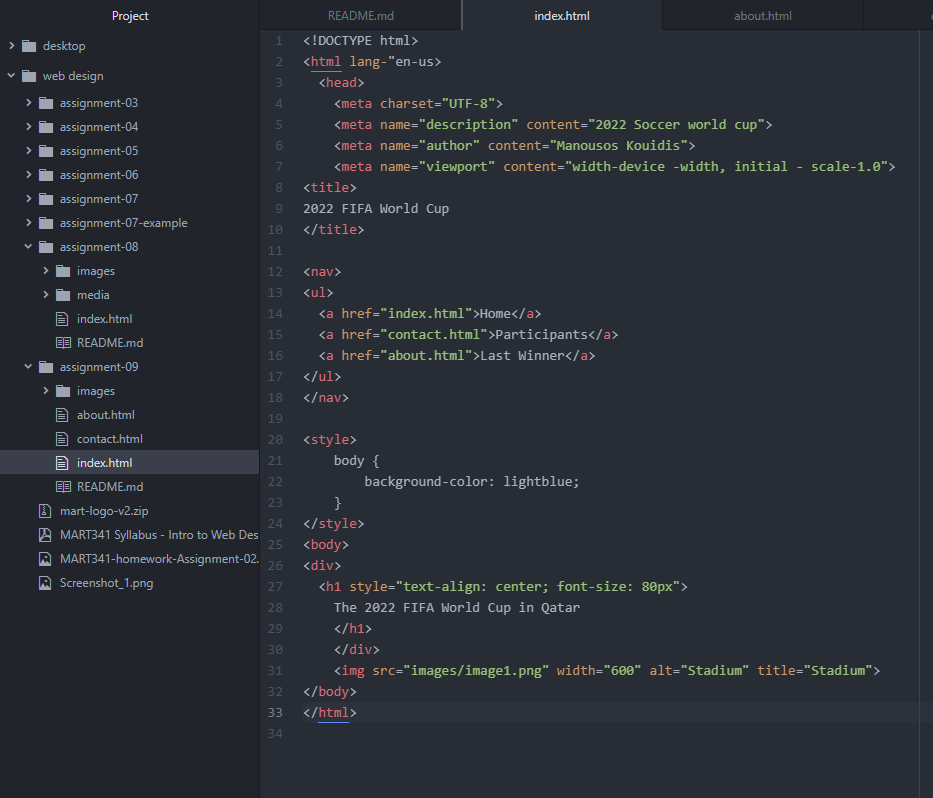 Project
desktop
web design
assignment-03
assignment-04
assignment-05
assignment-06
assignment-07
assignment-07-example
assignment-08
images
media
index.html
README.md
assignment-09
images
about.html
contact.html
index.html
README.md
mart-logo-v2.zip
MART341 Syllabus - Intro to Web Des
MART341-homework-Assignment-02.
Screenshot_1.png
README.md index.html about.html
1 <!DOCTYPE html>
2 <html lang-"en-us>
3 <head>
4 <meta charset="UTF-8">
5 <meta name="description" content="2022 Soccer world cup">
6 <meta name="author" content="Manousos Kouidis">
7 <meta name="viewport" content="width-device -width, initial - scale-1.0">
8 <title>
9 2022 FIFA World Cup
10 </title>
11
12 <nav>
13 <ul>
14 <a href="index.html">Home</a>
15 <a href="contact.html">Participants</a>
16 <a href="about.html">Last Winner</a>
17 </ul>
18 </nav>
19
20 <style>
21 body {
22 background-color: lightblue;
23 }
24 </style>
25 <body>
26 <div>
27 <h1 style="text-align: center; font-size: 80px">
28 The 2022 FIFA World Cup in Qatar
29 </h1>
30 </div>
31 <img src="images/image1.png" width="600" alt="Stadium" title="Stadium">
32 </body>
33 </html>
34